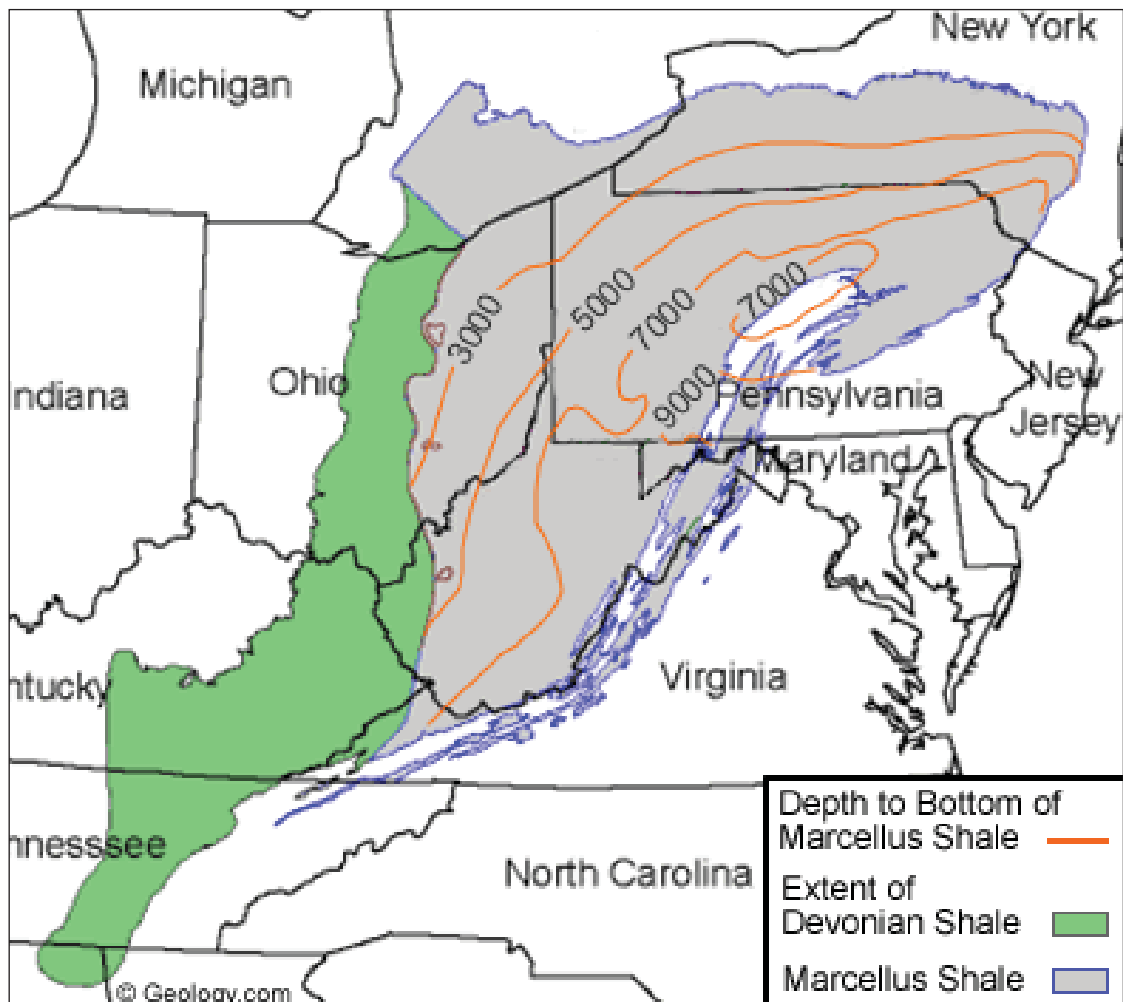 New York
Michigan
3000
5000
7000
7000
9000
Ohio
ndiana
Pennsylvania
New
Jersey
Maryland
ntucky
Virginia
nnesssee
North Carolina
Depth to Bottom of
Marcellus Shale
Extent of
Devonian Shale
Marcellus Shale
© Geology.com